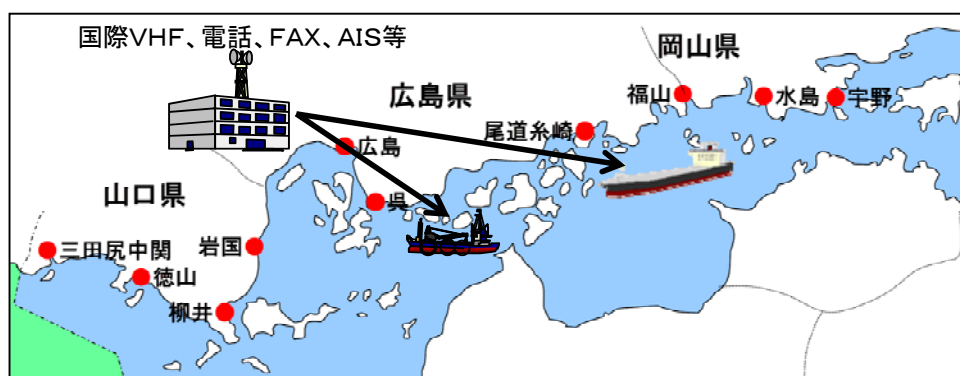 国際VHF、電話、FAX、AIS等
岡山県
広島県
福山
水島
宇野
尾道糸崎
広島
山口県
呉
三田尻中関
岩国
徳山
柳井